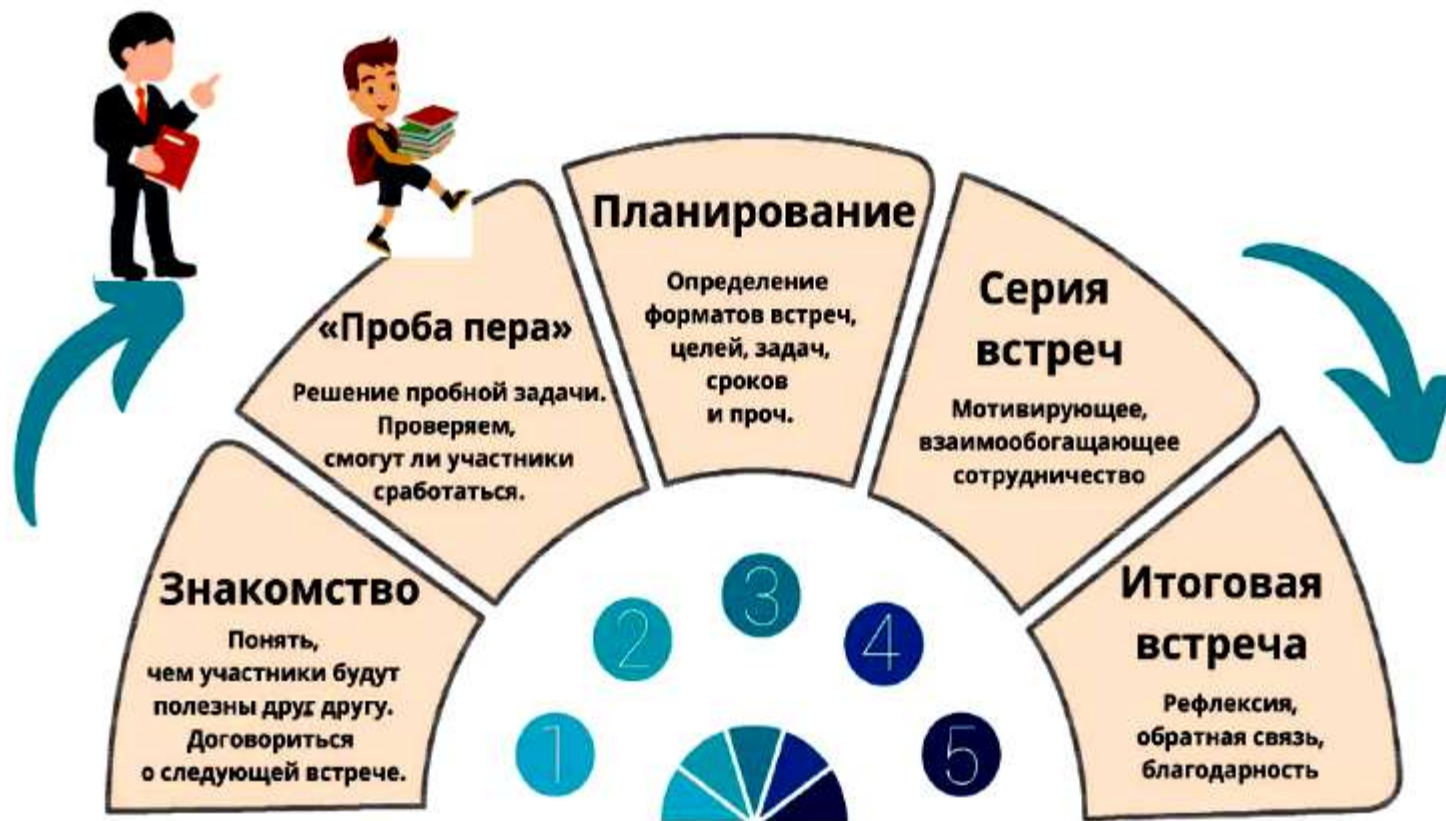 Знакомство
Понять,
чем участники будут
полезны друг другу.
Договориться
о следующей встрече.
«Проба пера»
Решение пробной задачи.
Проверяем,
смогут ли участники
сработаться.
Планирование
Определение
форматов встреч,
целей, задач,
сроков
и проч.
Серия
встреч
Мотивирующее,
взаимообогащающее
сотрудничество
Итоговая
встреча
Рефлексия,
обратная связь,
благодарность
1
2
3
4
5